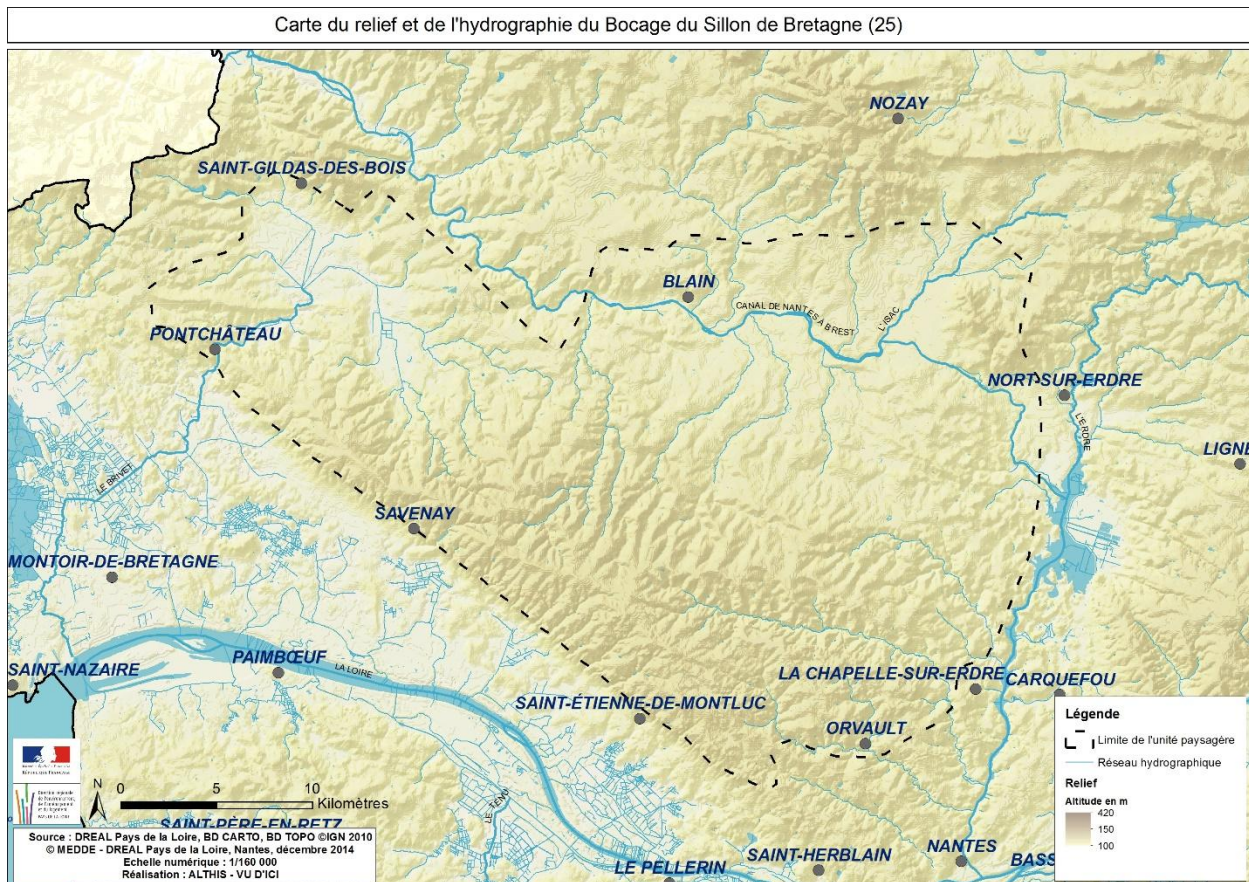 Carte du relief et de l'hydrographie du Bocage du Sillon de Bretagne (25)
NOZAY
SAINT-GILDAS-DES-BOIS
BLAIN
CANAL DE NANTES À BREST
L'ISAC
PONTCHÂTEAU
NORT-SUR-ERDRE
L'ERDRE
LIGNÉ
LE BRIVET
SAVENAY
MONTOIR-DE-BRETAGNE
SAINT-NAZAIRE
PAIMBŒUF
LA LOIRE
LA CHAPELLE-SUR-ERDRE
CARQUEFOU
SAINT-ÉTIENNE-DE-MONTLUC
ORVAULT
LE TENU
SAINT-PÈRE-EN-RETZ
LE PELLERIN
SAINT-HERBLAIN
NANTES
BASS
Légende
Limite de l'unité paysagère
Réseau hydrographique
Relief
Altitude en m
420
150
100
RÉPUBLIQUE FRANÇAISE
N
0 5 10
Kilomètres
Source : DREAL Pays de la Loire, BD CARTO, BD TOPO ©IGN 2010
© MEDDE - DREAL Pays de la Loire, Nantes, décembre 2014
Echelle numérique : 1/160 000
Réalisation : ALTHIS - VU D'ICI